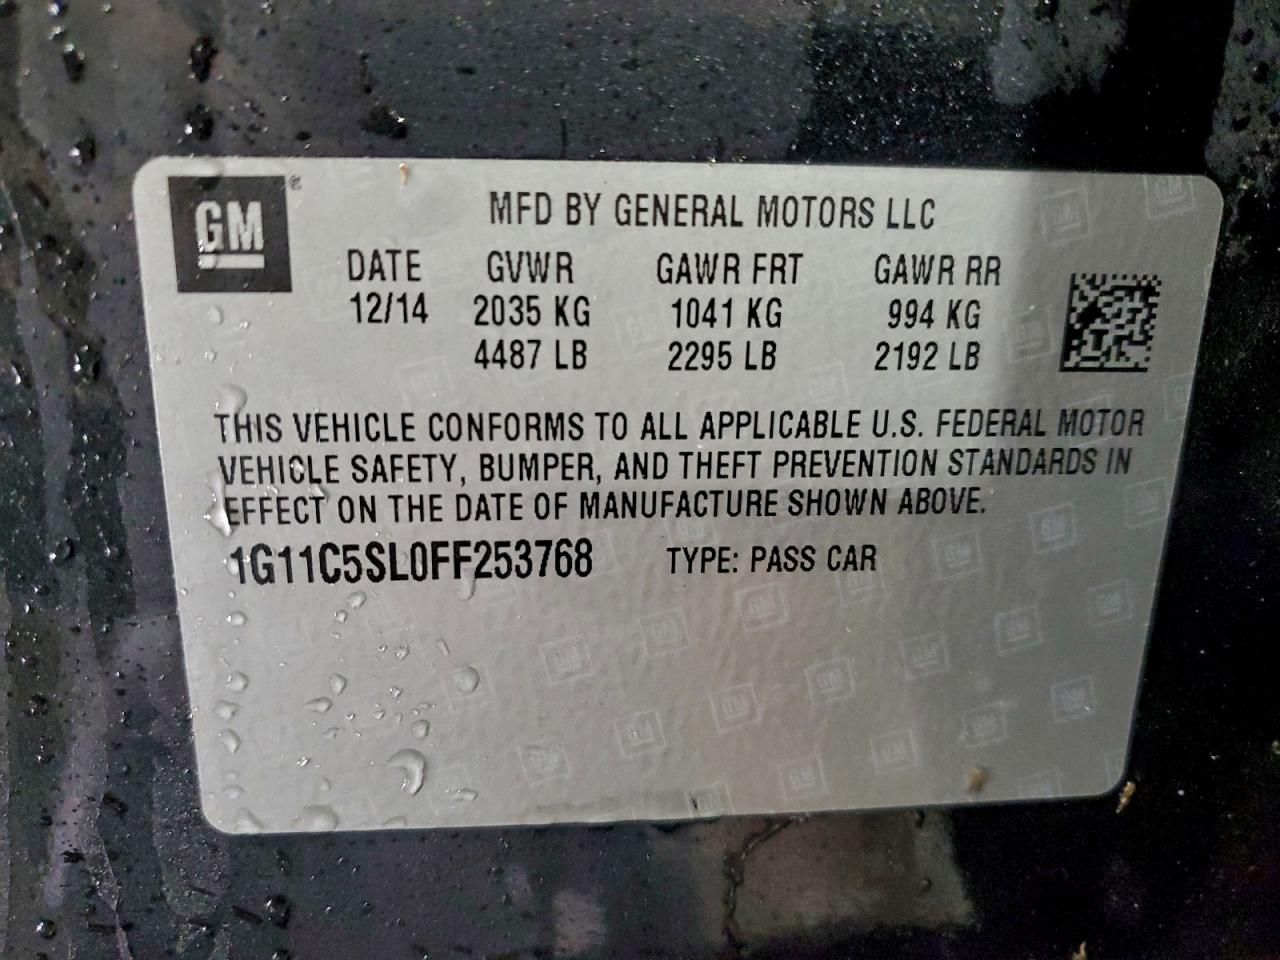 GM®
MFD BY GENERAL MOTORS LLC
DATE GVWR GAWR FRT GAWR RR
12/14 2035 KG 1041 KG 994 KG
4487 LB 2295 LB 2192 LB
THIS VEHICLE CONFORMS TO ALL APPLICABLE U.S. FEDERAL MOTOR
VEHICLE SAFETY, BUMPER, AND THEFT PREVENTION STANDARDS IN
EFFECT ON THE DATE OF MANUFACTURE SHOWN ABOVE.
1G11C5SL0FF253768 TYPE: PASS CAR